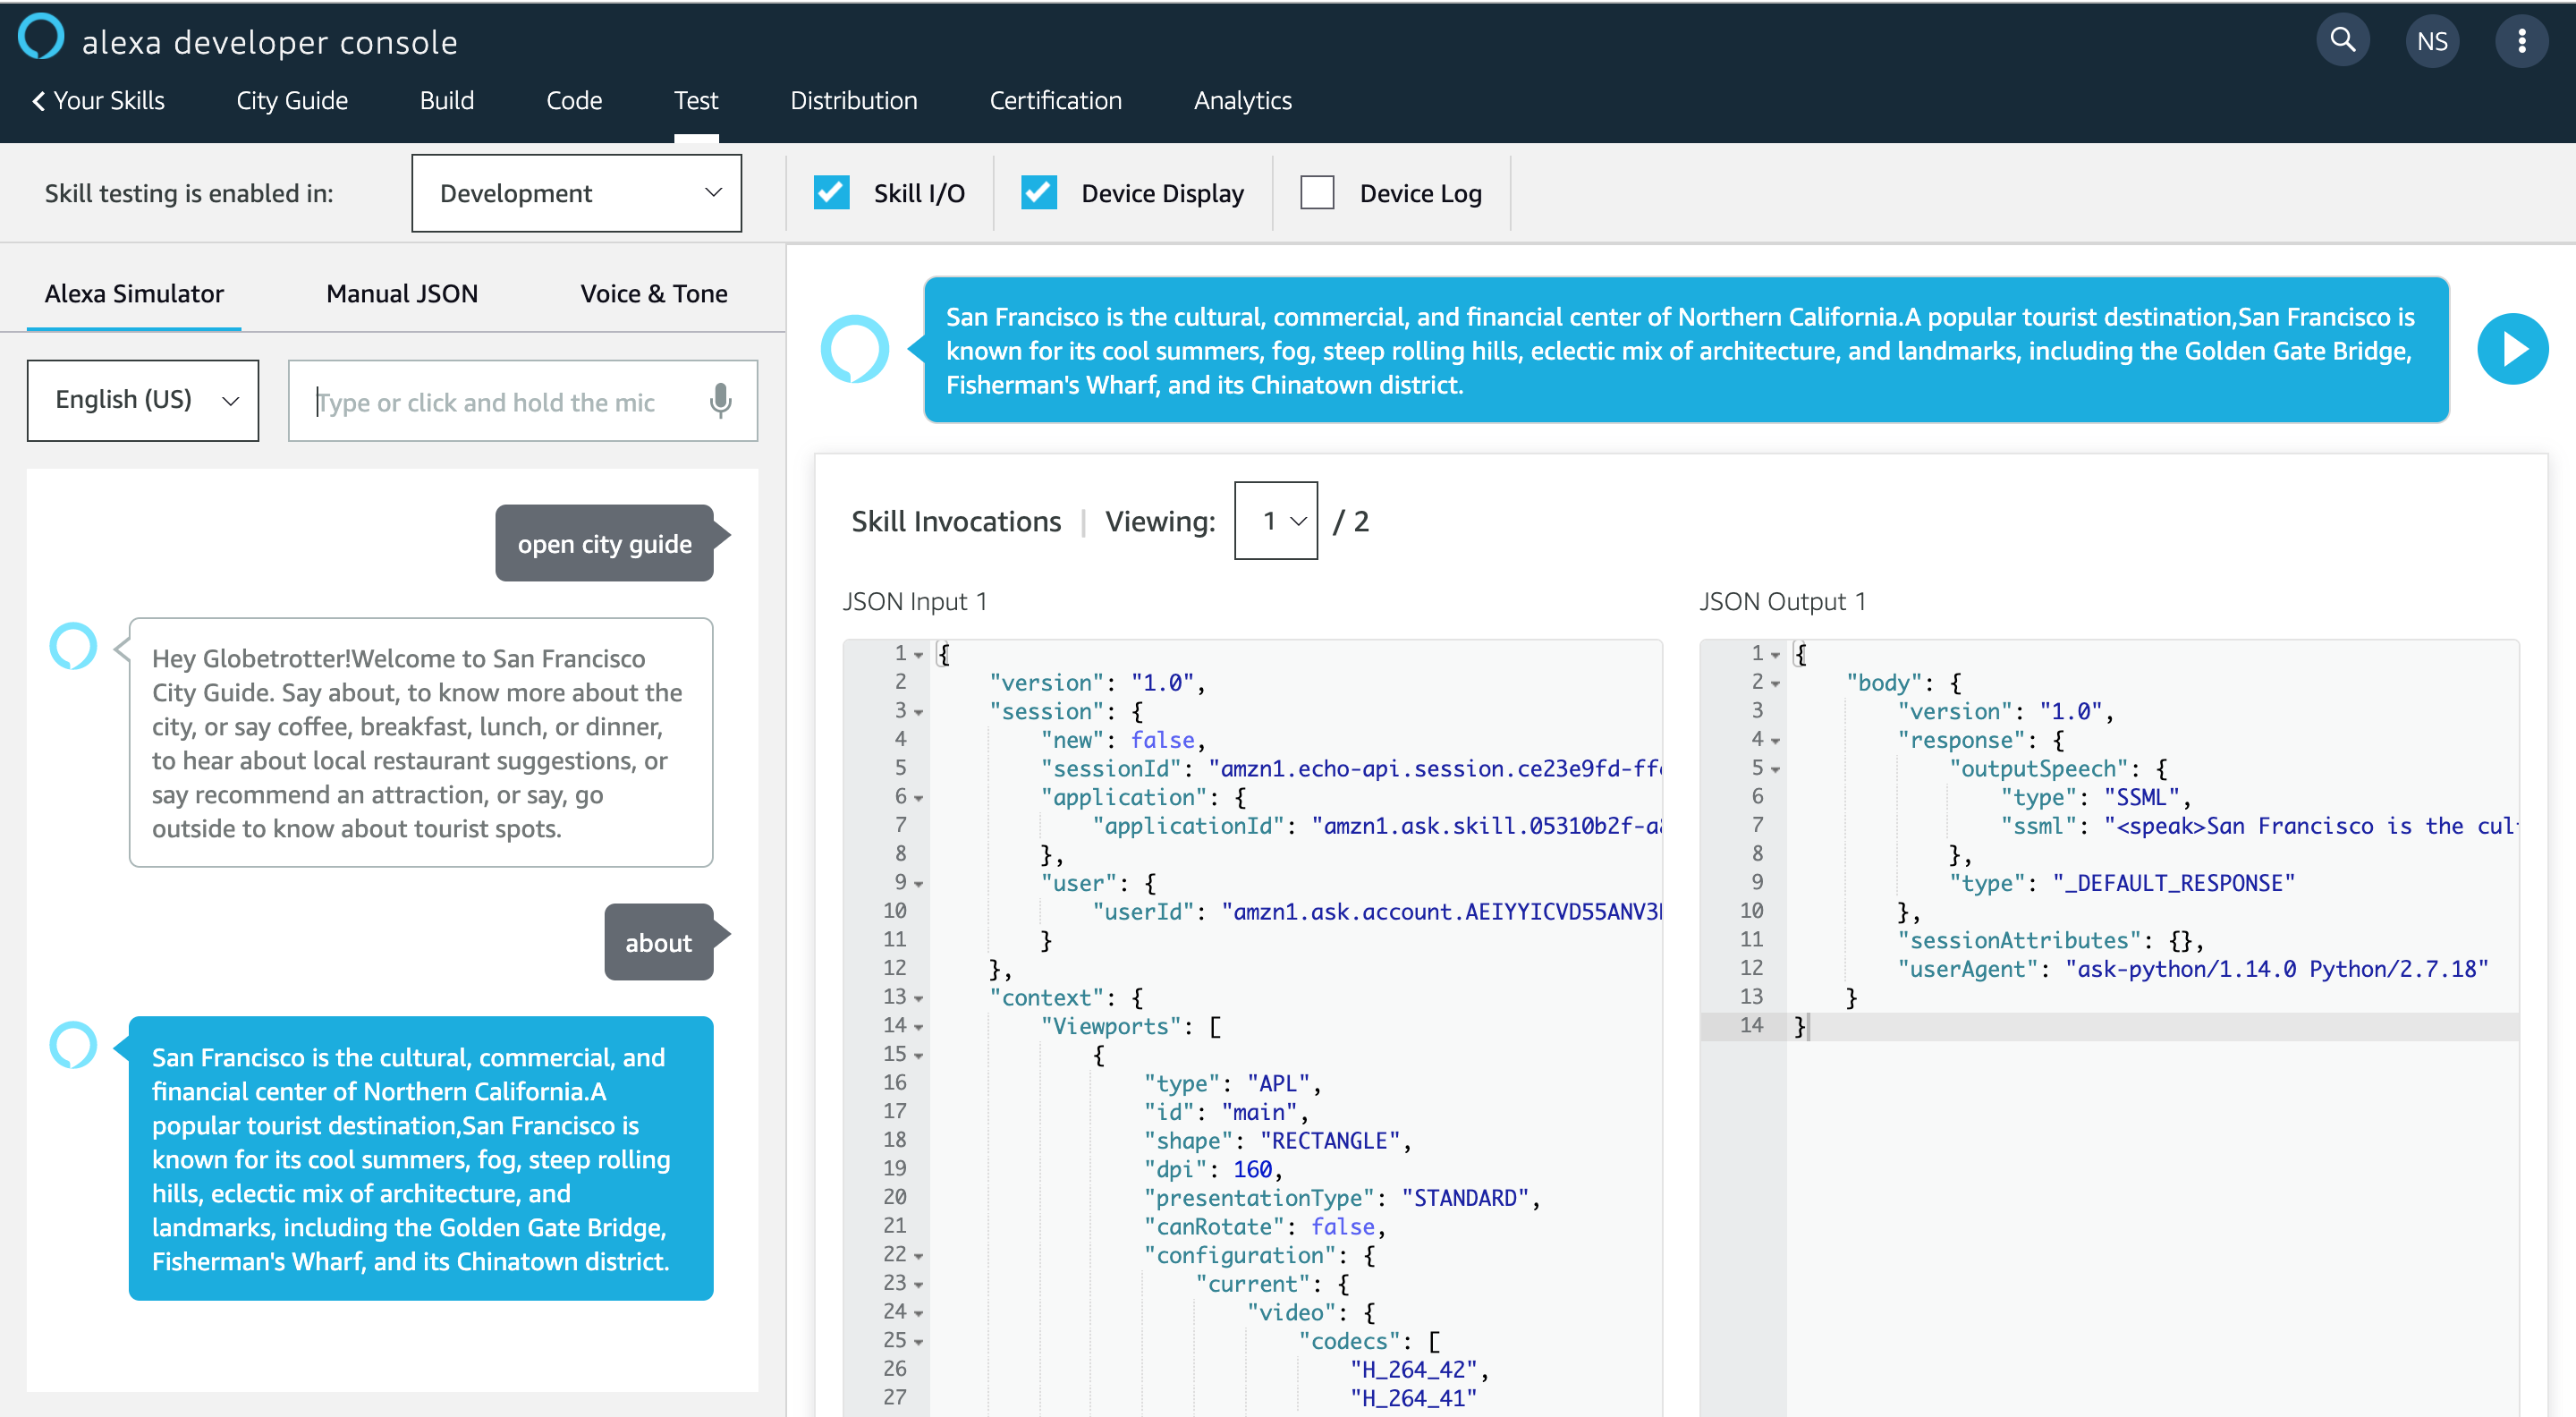 alexa developer console
NS
Your Skills
City Guide
Build
Code
Test
Distribution
Certification
Analytics
Skill testing is enabled in:
Development
Skill I/O
Device Display
Device Log
Alexa Simulator
Manual JSON
Voice & Tone
English (US)
Type or click and hold the mic
open city guide
Hey Globetrotter!Welcome to San Francisco
City Guide. Say about, to know more about the
city, or say coffee, breakfast, lunch, or dinner,
to hear about local restaurant suggestions, or
say recommend an attraction, or say, go
outside to know about tourist spots.
about
San Francisco is the cultural, commercial, and
financial center of Northern California.A
popular tourist destination,San Francisco is
known for its cool summers, fog, steep rolling
hills, eclectic mix of architecture, and
landmarks, including the Golden Gate Bridge,
Fisherman's Wharf, and its Chinatown district.
San Francisco is the cultural, commercial, and financial center of Northern California.A popular tourist destination,San Francisco is
known for its cool summers, fog, steep rolling hills, eclectic mix of architecture, and landmarks, including the Golden Gate Bridge,
Fisherman's Wharf, and its Chinatown district.
Skill Invocations | Viewing: 1 / 2
JSON Input 1
1 {
2 "version": "1.0",
3 "session": {
4 "new": false,
5 "sessionId": "amzn1.echo-api.session.ce23e9fd-ff
6 "application": {
7 "applicationId": "amzn1.ask.skill.05310b2f-a
8 },
9 "user": {
10 "userId": "amzn1.ask.account.AEIYYICVD55ANV3
11 }
12 },
13 "context": {
14 "Viewports": [
15 {
16 "type": "APL",
17 "id": "main",
18 "shape": "RECTANGLE",
19 "dpi": 160,
20 "presentationType": "STANDARD",
21 "canRotate": false,
22 "configuration": {
23 "current": {
24 "video": {
25 "codecs": [
26 "H_264_42",
27 "H_264_41"
JSON Output 1
1 {
2 "body": {
3 "version": "1.0",
4 "response": {
5 "outputSpeech": {
6 "type": "SSML",
7 "ssml": "<speak>San Francisco is the cul
8 },
9 "type": "_DEFAULT_RESPONSE"
10 },
11 "sessionAttributes": {},
12 "userAgent": "ask-python/1.14.0 Python/2.7.18"
13 }
14 }